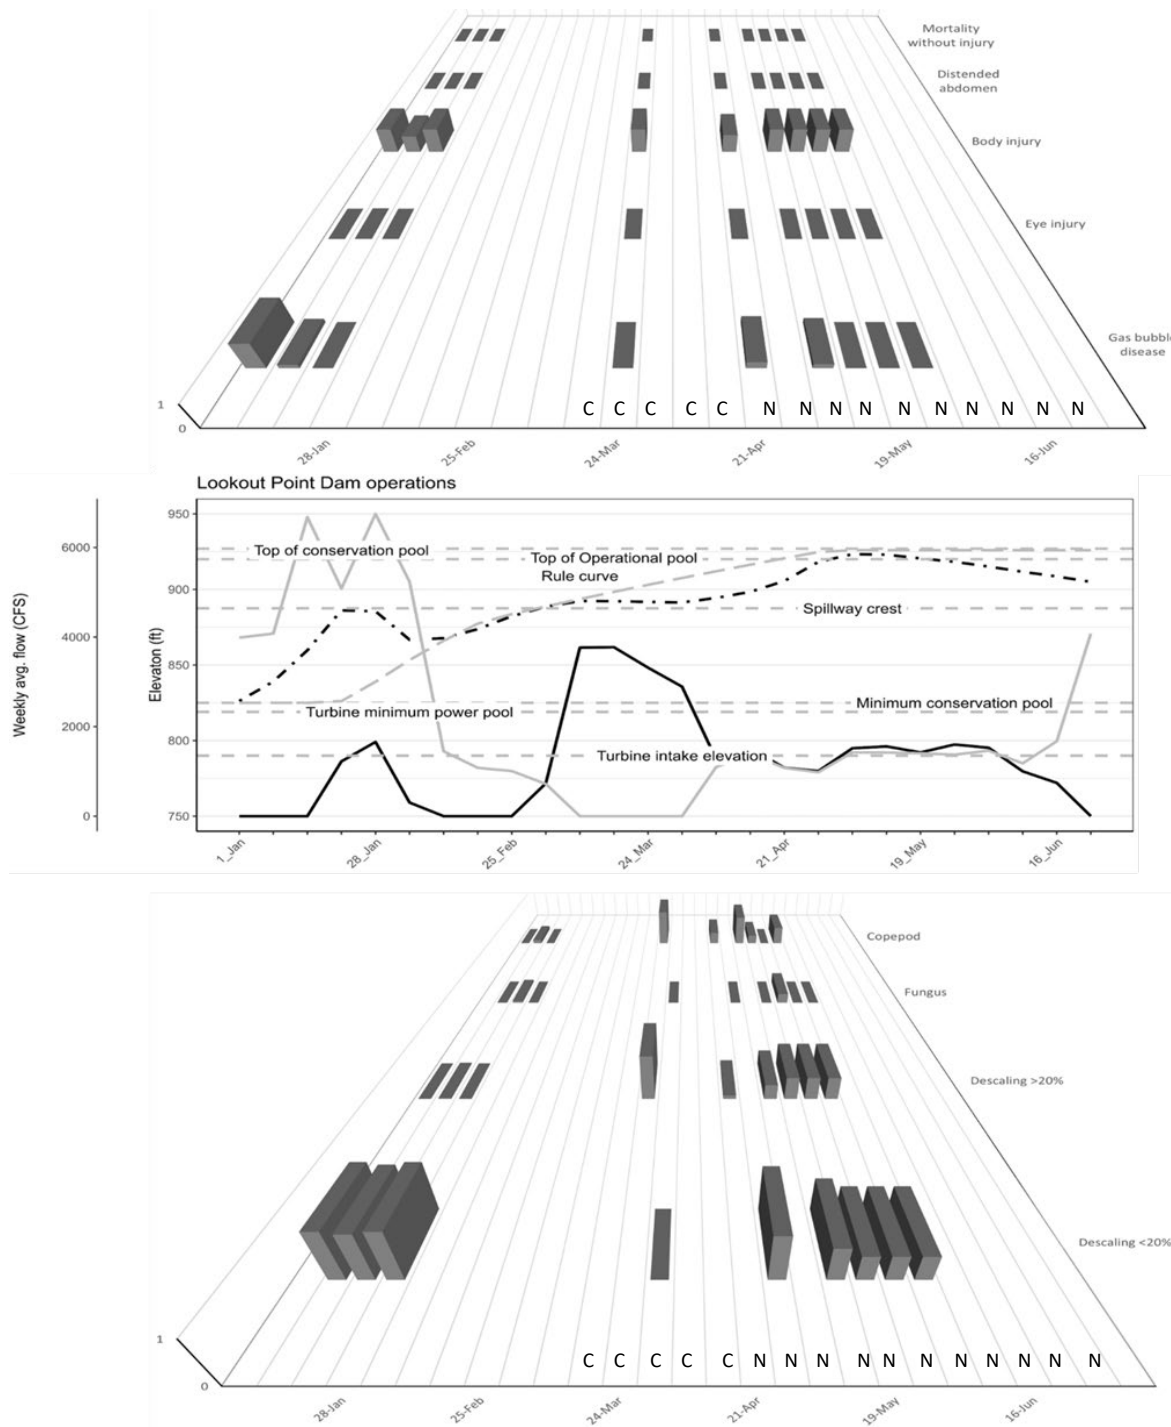 Mortality
without injury
Distended
abdomen
Body injury
Eye injury
Gas bubble
disease
1
0
C C C C C N N N N N N N N N N
28-Jan
25-Feb
24-Mar
21-Apr
19-May
16-Jun
Lookout Point Dam operations
Weekly avg. flow (CFS)
6000
4000
2000
0
Elevaton (ft)
950
900
850
800
750
Top of conservation pool
Top of Operational pool
Rule curve
Spillway crest
Turbine minimum power pool
Minimum conservation pool
Turbine intake elevation
1_Jan
28_Jan
25_Feb
24_Mar
21_Apr
19_May
16_Jun
Copepod
Fungus
Descaling >20%
Descaling <20%
1
0
C C C C C N N N N N N N N N N N
28-Jan
25-Feb
24-Mar
21-Apr
19-May
16-Jun